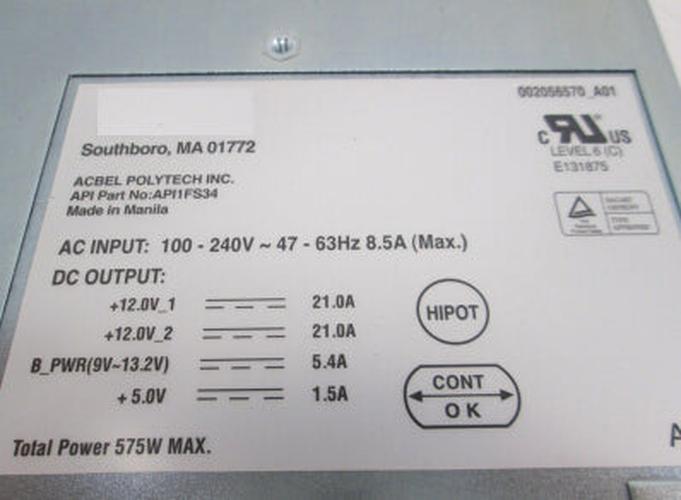 002056570_A01
Southboro, MA 01772
c RU US
LEVEL 6 (C)
E131875
ACBEL POLYTECH INC.
API Part No:API1FS34
Made in Manila
AC INPUT: 100 - 240V ~ 47 - 63Hz 8.5A (Max.)
DC OUTPUT:
+12.0V_1 21.0A
+12.0V_2 21.0A
B_PWR(9V~13.2V) 5.4A
+ 5.0V 1.5A
HIPOT
CONT
OK
Total Power 575W MAX.
A